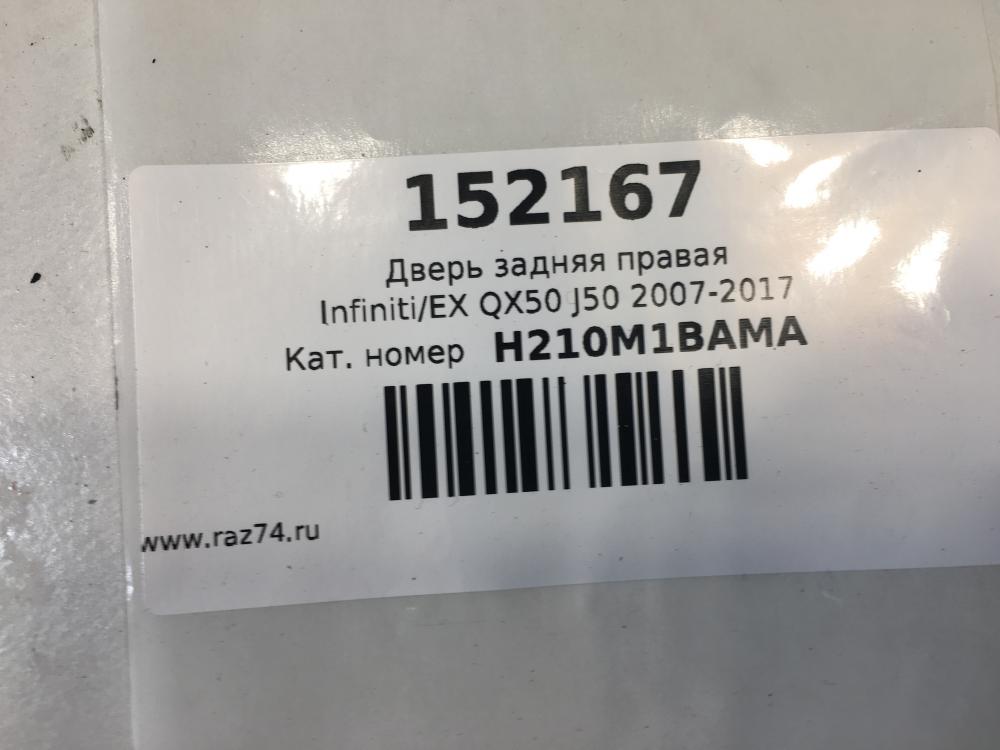 152167
Дверь задняя правая
Infiniti/EX QX50 J50 2007-2017
Кат. номер H210M1BAMA
www.raz74.ru